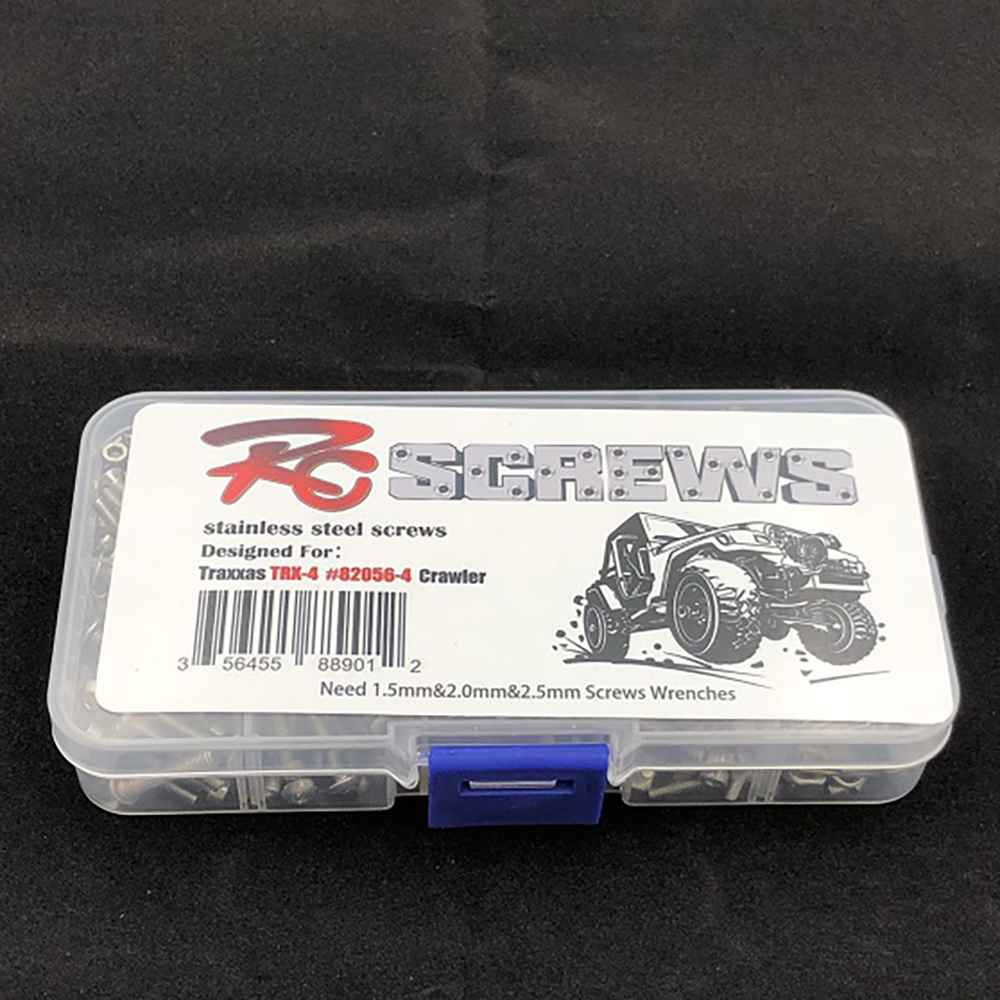 RC SCREWS
stainless steel screws
Designed For:
Traxxas TRX-4 #82056-4 Crawler
3 56455 88901 2
Need 1.5mm&2.0mm&2.5mm Screws Wrenches